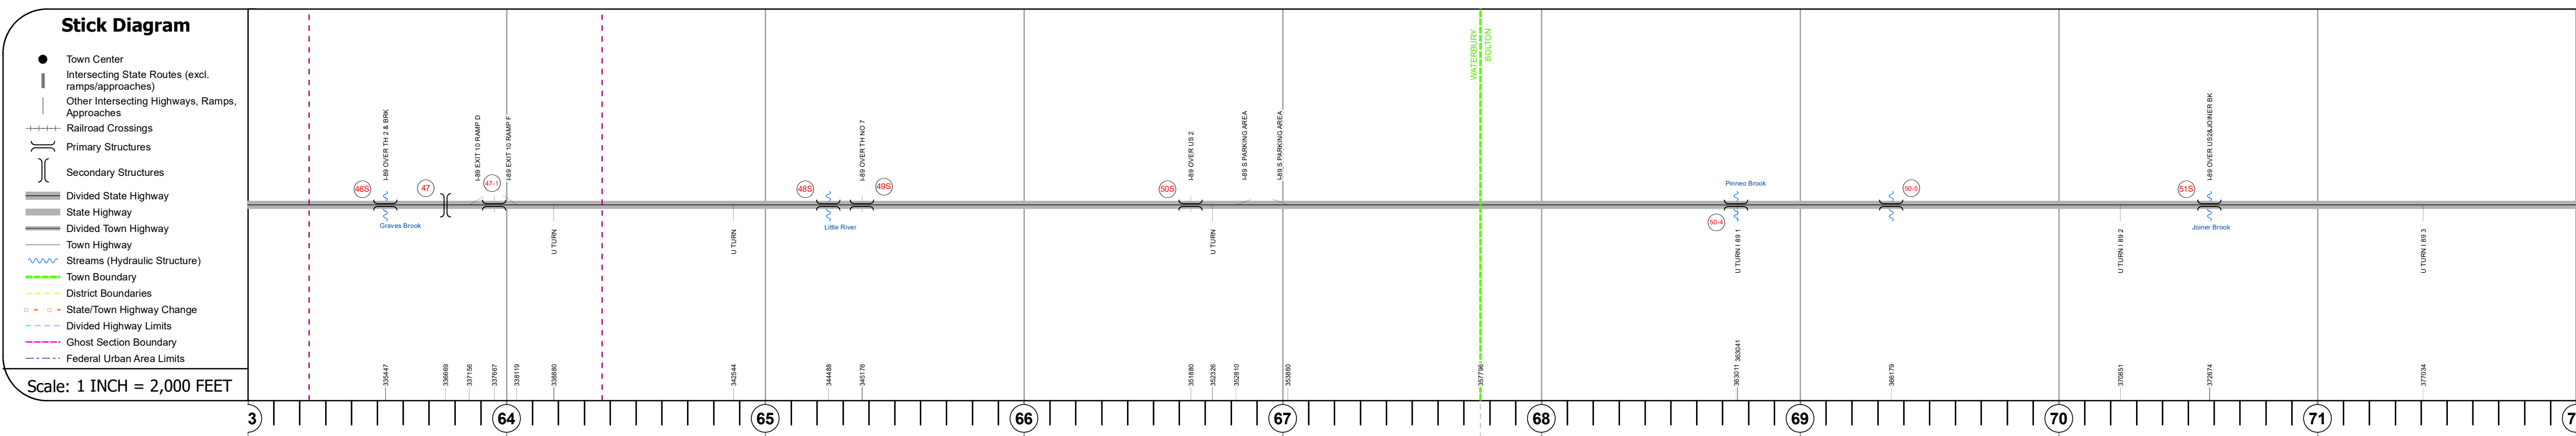 Stick Diagram
Town Center
Intersecting State Routes (excl.
ramps/approaches)
Other Intersecting Highways, Ramps,
Approaches
Railroad Crossings
Primary Structures
Secondary Structures
Divided State Highway
State Highway
Divided Town Highway
Town Highway
Streams (Hydraulic Structure)
Town Boundary
District Boundaries
State/Town Highway Change
Divided Highway Limits
Ghost Section Boundary
Federal Urban Area Limits
Scale: 1 INCH = 2,000 FEET
I-89 OVER TH 2 & BRK
I-89 EXIT 10 RAMP D
I-89 EXIT 10 RAMP F
I-89 OVER TH NO 7
I-89 OVER US 2
I-89 S PARKING AREA
I-89 S PARKING AREA
WATERBURY
BOLTON
I-89 OVER US2&JOINER BK
46S
47
47-1
48S
49S
50S
Pinneo Brook
50-4
50-5
51S
Graves Brook
Little River
Joiner Brook
U TURN
U TURN
U TURN
U TURN I 89 1
U TURN I 89 2
U TURN I 89 3
335447
336669
337156
337667
338119
338880
342544
344488
345176
351880
352326
352810
353860
357796
363011
363041
366179
370851
372674
377034
3
64
65
66
67
68
69
70
71
7